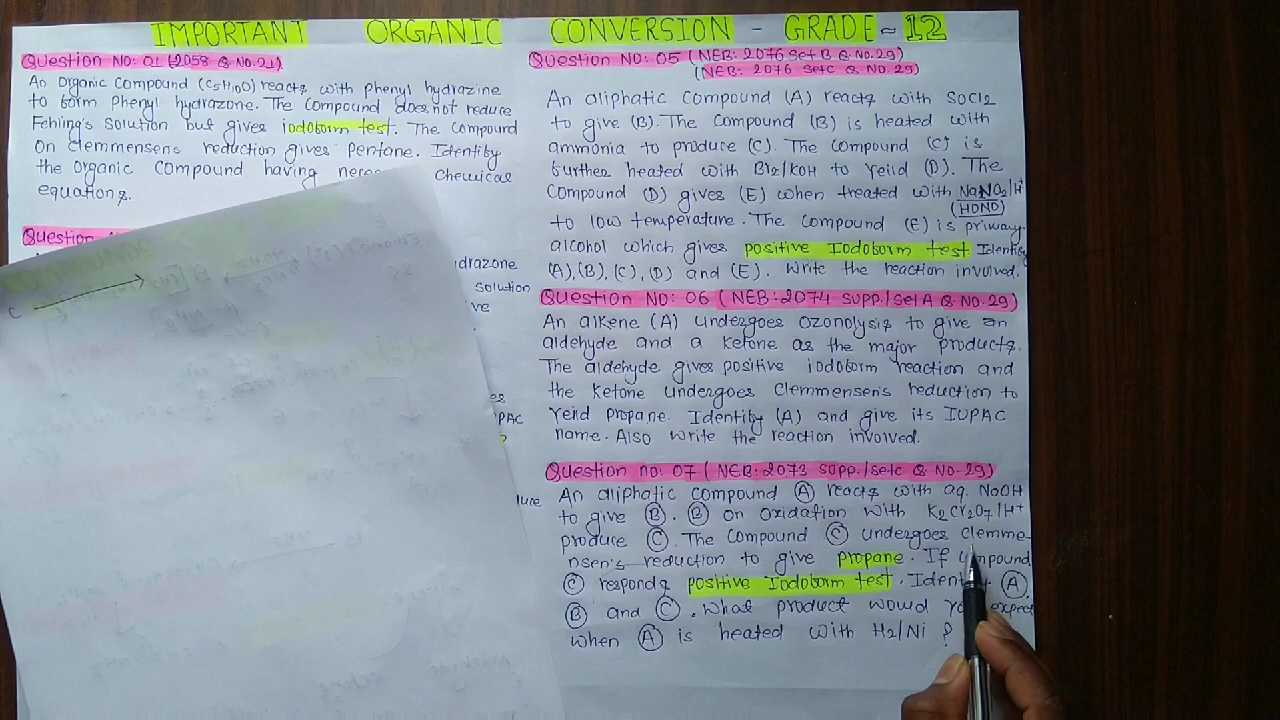 IMPORTANT ORGANIC CONVERSION - GRADE~12
Question No: 01 (2058 Q.No.21)
An organic compound (C5H10O) reacts with phenyl hydrazine
to form phenyl hydrazone. The compound does not reduce
Fehling's solution but gives iodoform test. The compound
on clemmensens reduction gives pentane. Identify
the organic compound having chemical
equations.
Question
hydrazone
solution
ive
es
UPAC
?
lure
Question No: 05 (NEB: 2076 Set B Q. No. 29)
(NEB: 2076 Setc Q. No. 29)
An aliphatic compound (A) reacts with SOCl2
to give (B). The compound (B) is heated with
ammonia to produce (C). The compound (C) is
further heated with Br2/KOH to yeild (D). The
compound (D) gives (E) when treated with NaNO2/H+
(HONO)
to low temperature. The compound (E) is primary
alcohol which gives positive Iodoform test. Identify
(A), (B), (C), (D) and (E). Write the reaction involved.
Question No: 06 (NEB: 2074 Supp./Set A Q. No. 29)
An alkene (A) undergoes ozonolysis to give an
aldehyde and a ketone as the major products.
The aldehyde gives positive iodoform reaction and
the ketone undergoes Clemmensen's reduction to
yeild propane. Identify (A) and give its IUPAC
name. Also write the reaction involved.
Question no: 07 (NEB: 2073 Supp./Setc Q. No. 29)
An aliphatic compound (A) reacts with aq. NaOH
to give (B). (B) on oxidation with K2Cr2O7/H+
produce (C). The compound (C) undergoes clemme-
nsen's reduction to give propane. If compound
(C) responds positive Iodoform test. Identify (A),
(B) and (C). What product would you expect
when (A) is heated with H2/Ni ?
C